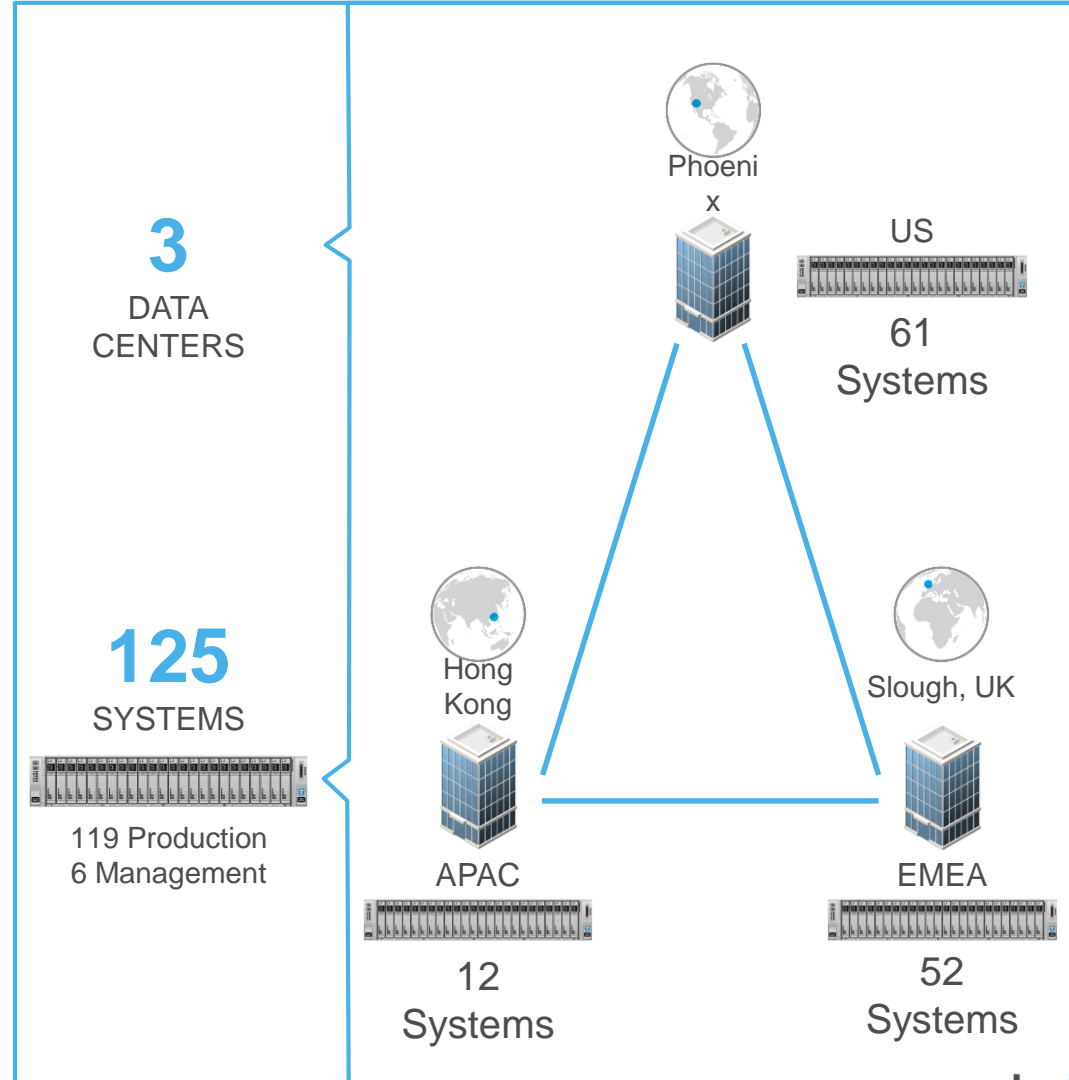 3
DATA
CENTERS
125
SYSTEMS
119 Production
6 Management
Phoeni
x
US
61
Systems
Hong
Kong
APAC
12
Systems
Slough, UK
EMEA
52
Systems